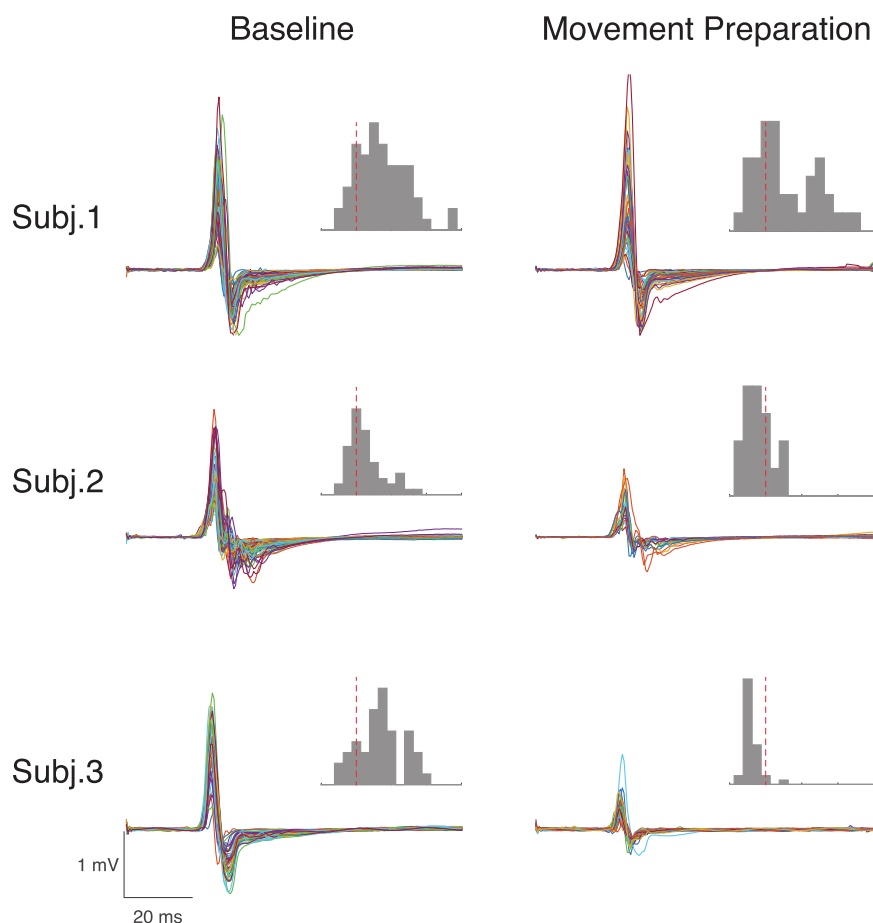 Baseline
Movement Preparation
Subj.1
Subj.2
Subj.3
1 mV
20 ms